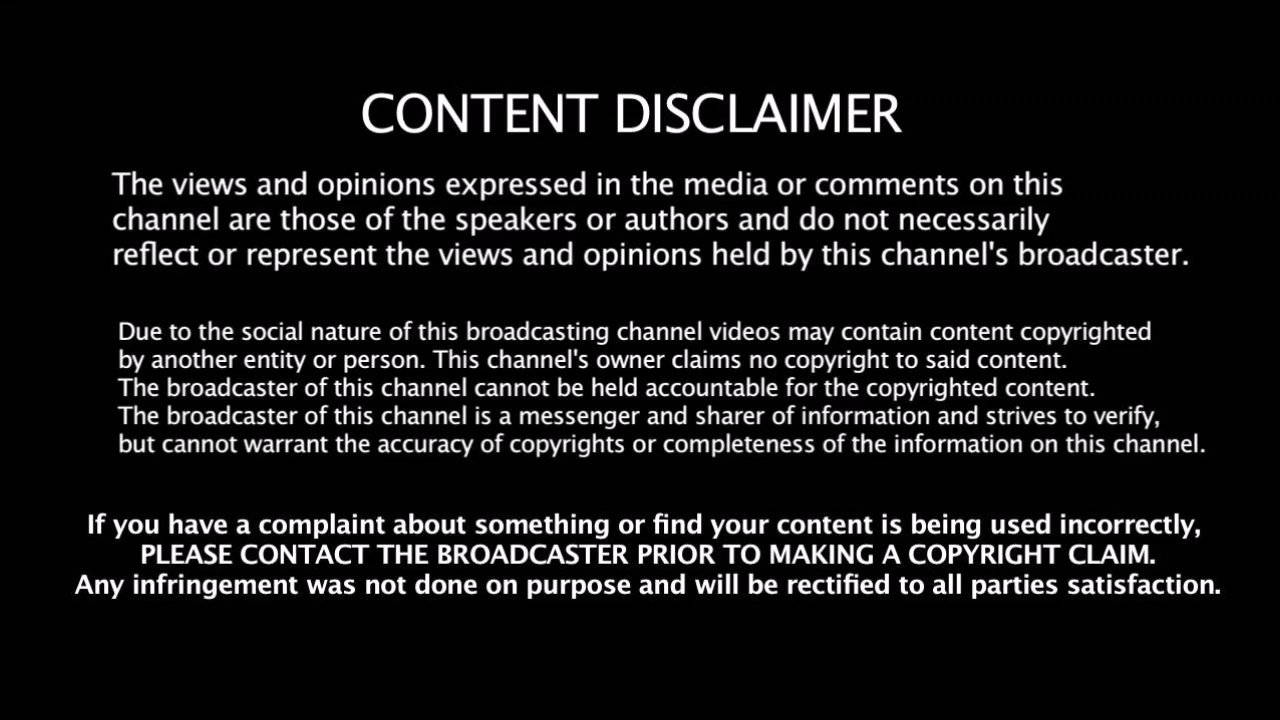 CONTENT DISCLAIMER
The views and opinions expressed in the media or comments on this
channel are those of the speakers or authors and do not necessarily
reflect or represent the views and opinions held by this channel's broadcaster.
Due to the social nature of this broadcasting channel videos may contain content copyrighted
by another entity or person. This channel's owner claims no copyright to said content.
The broadcaster of this channel cannot be held accountable for the copyrighted content.
The broadcaster of this channel is a messenger and sharer of information and strives to verify,
but cannot warrant the accuracy of copyrights or completeness of the information on this channel.
If you have a complaint about something or find your content is being used incorrectly,
PLEASE CONTACT THE BROADCASTER PRIOR TO MAKING A COPYRIGHT CLAIM.
Any infringement was not done on purpose and will be rectified to all parties satisfaction.